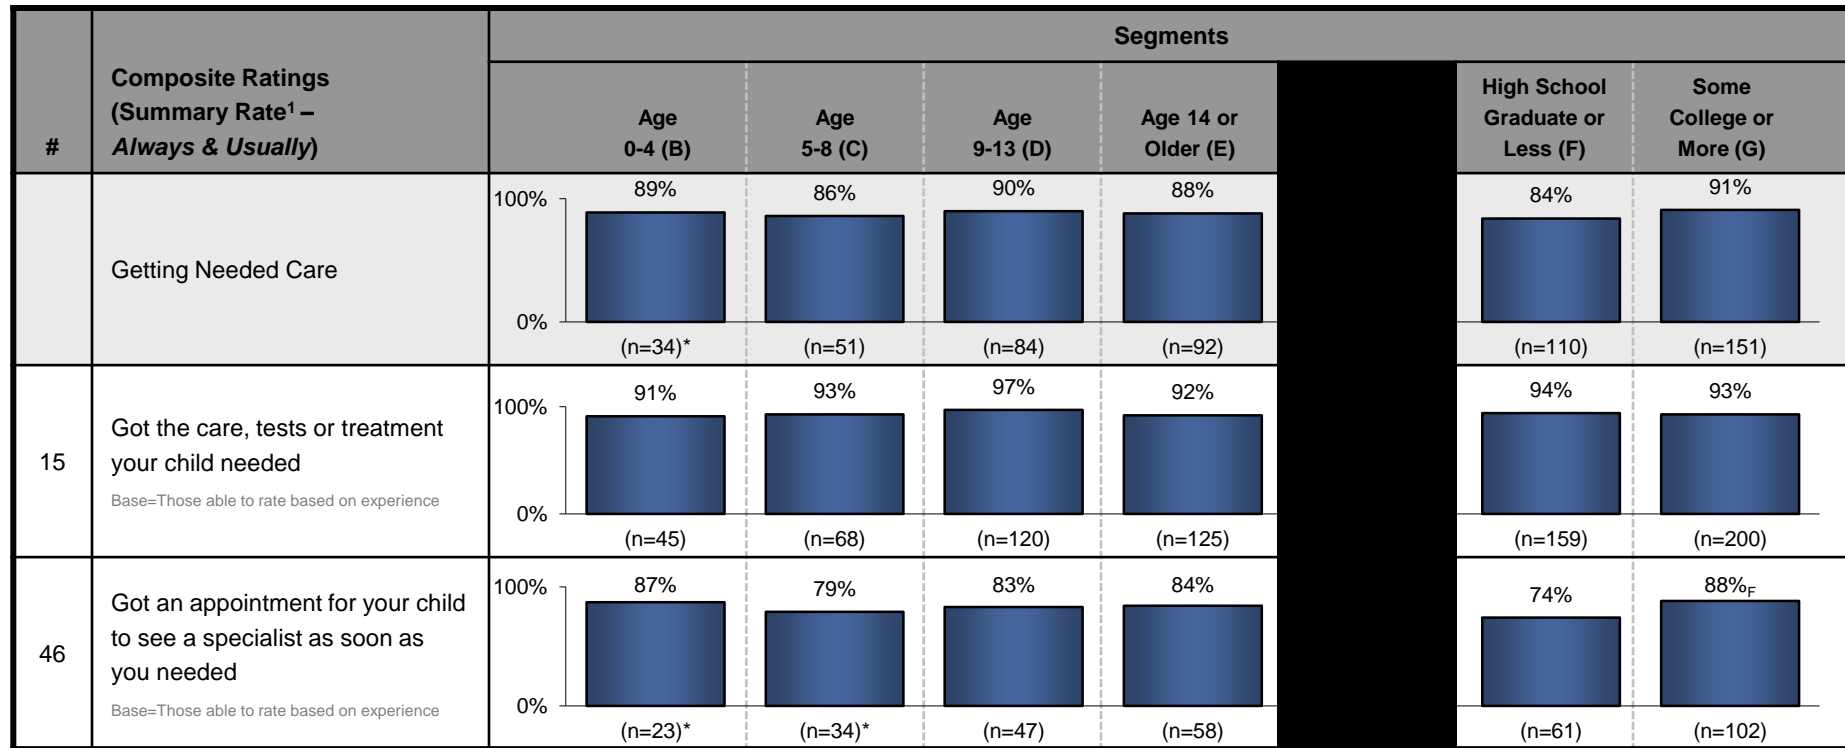 Segments
#
Composite Ratings
(Summary Rate¹ –
Always & Usually)
Age
0-4 (B)
Age
5-8 (C)
Age
9-13 (D)
Age 14 or
Older (E)
High School
Graduate or
Less (F)
Some
College or
More (G)
Getting Needed Care
100%
0%
89%
86%
90%
88%
84%
91%
(n=34)*
(n=51)
(n=84)
(n=92)
(n=110)
(n=151)
15
Got the care, tests or treatment
your child needed
Base=Those able to rate based on experience
100%
0%
91%
93%
97%
92%
94%
93%
(n=45)
(n=68)
(n=120)
(n=125)
(n=159)
(n=200)
46
Got an appointment for your child
to see a specialist as soon as
you needed
Base=Those able to rate based on experience
100%
0%
87%
79%
83%
84%
74%
88%F
(n=23)*
(n=34)*
(n=47)
(n=58)
(n=61)
(n=102)